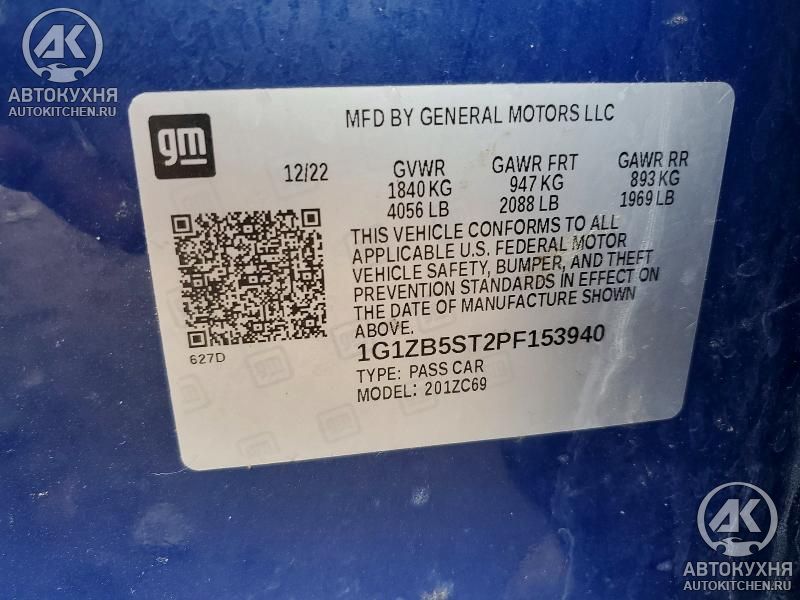 AK
АВТОКУХНЯ
AUTOKITCHEN.RU
gm
MFD BY GENERAL MOTORS LLC
12/22
GVWR GAWR FRT GAWR RR
1840 KG 947 KG 893 KG
4056 LB 2088 LB 1969 LB
THIS VEHICLE CONFORMS TO ALL
APPLICABLE U.S. FEDERAL MOTOR
VEHICLE SAFETY, BUMPER, AND THEFT
PREVENTION STANDARDS IN EFFECT ON
THE DATE OF MANUFACTURE SHOWN
ABOVE.
627D
1G1ZB5ST2PF153940
TYPE: PASS CAR
MODEL: 201ZC69
AK
АВТОКУХНЯ
AUTOKITCHEN.RU